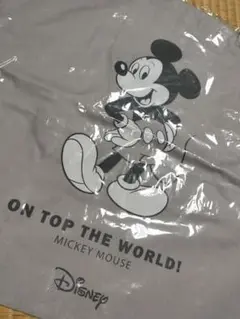 ON TOP THE WORLD!
MICKEY MOUSE
Disney